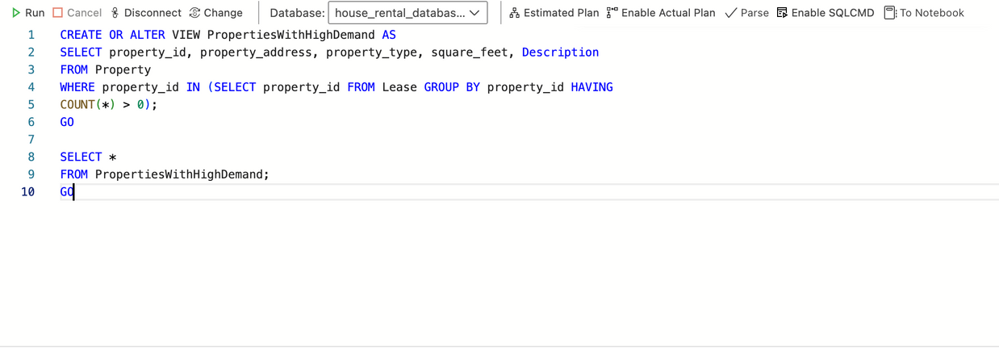 Run Cancel Disconnect Change Database: house_rental_databas... Estimated Plan Enable Actual Plan Parse Enable SQLCMD To Notebook
1 CREATE OR ALTER VIEW PropertiesWithHighDemand AS
2 SELECT property_id, property_address, property_type, square_feet, Description
3 FROM Property
4 WHERE property_id IN (SELECT property_id FROM Lease GROUP BY property_id HAVING
5 COUNT(*) > 0);
6 GO
7
8 SELECT *
9 FROM PropertiesWithHighDemand;
10 GO